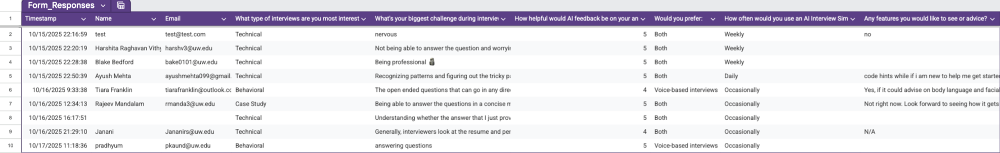 Form_Responses
1 Timestamp Name Email What type of interviews are you most interest What's your biggest challenge during intervie How helpful would AI feedback be on your an Would you prefer: How often would you use an AI Interview Sim Any features you would like to see or advice?
2 10/15/2025 22:16:59 test test@test.com Technical nervous 5 Both Weekly no
3 10/15/2025 22:20:19 Harshita Raghavan Vithy harshv3@uw.edu Technical Not being able to answer the question and worryin 5 Both Weekly
4 10/15/2025 22:28:38 Blake Bedford bake0101@uw.edu Technical Being professional 🗿 5 Both Weekly
5 10/15/2025 22:50:39 Ayush Mehta ayushmehta099@gmail. Technical Recognizing patterns and figuring out the tricky pa 5 Both Daily code hints while if i am new to help me get starte
6 10/16/2025 9:33:38 Tiara Franklin tiarafranklin@outlook.cc Behavioral The open ended questions that can go in any dire 4 Voice-based interviews Occasionally Yes, if it could advise on body language and facial
7 10/16/2025 12:34:13 Rajeev Mandalam rmanda3@uw.edu Case Study Being able to answer the questions in a concise m 5 Both Occasionally Not right now. Look forward to seeing how it gets
8 10/16/2025 16:17:51 Technical Understanding whether the answer that I just prov 5 Both Occasionally
9 10/16/2025 21:29:10 Janani Jananirs@uw.edu Technical Generally, interviewers look at the resume and per 4 Both Occasionally N/A
10 10/17/2025 11:18:36 pradhyum pkaund@uw.edu Behavioral answering questions 5 Voice-based interviews Occasionally